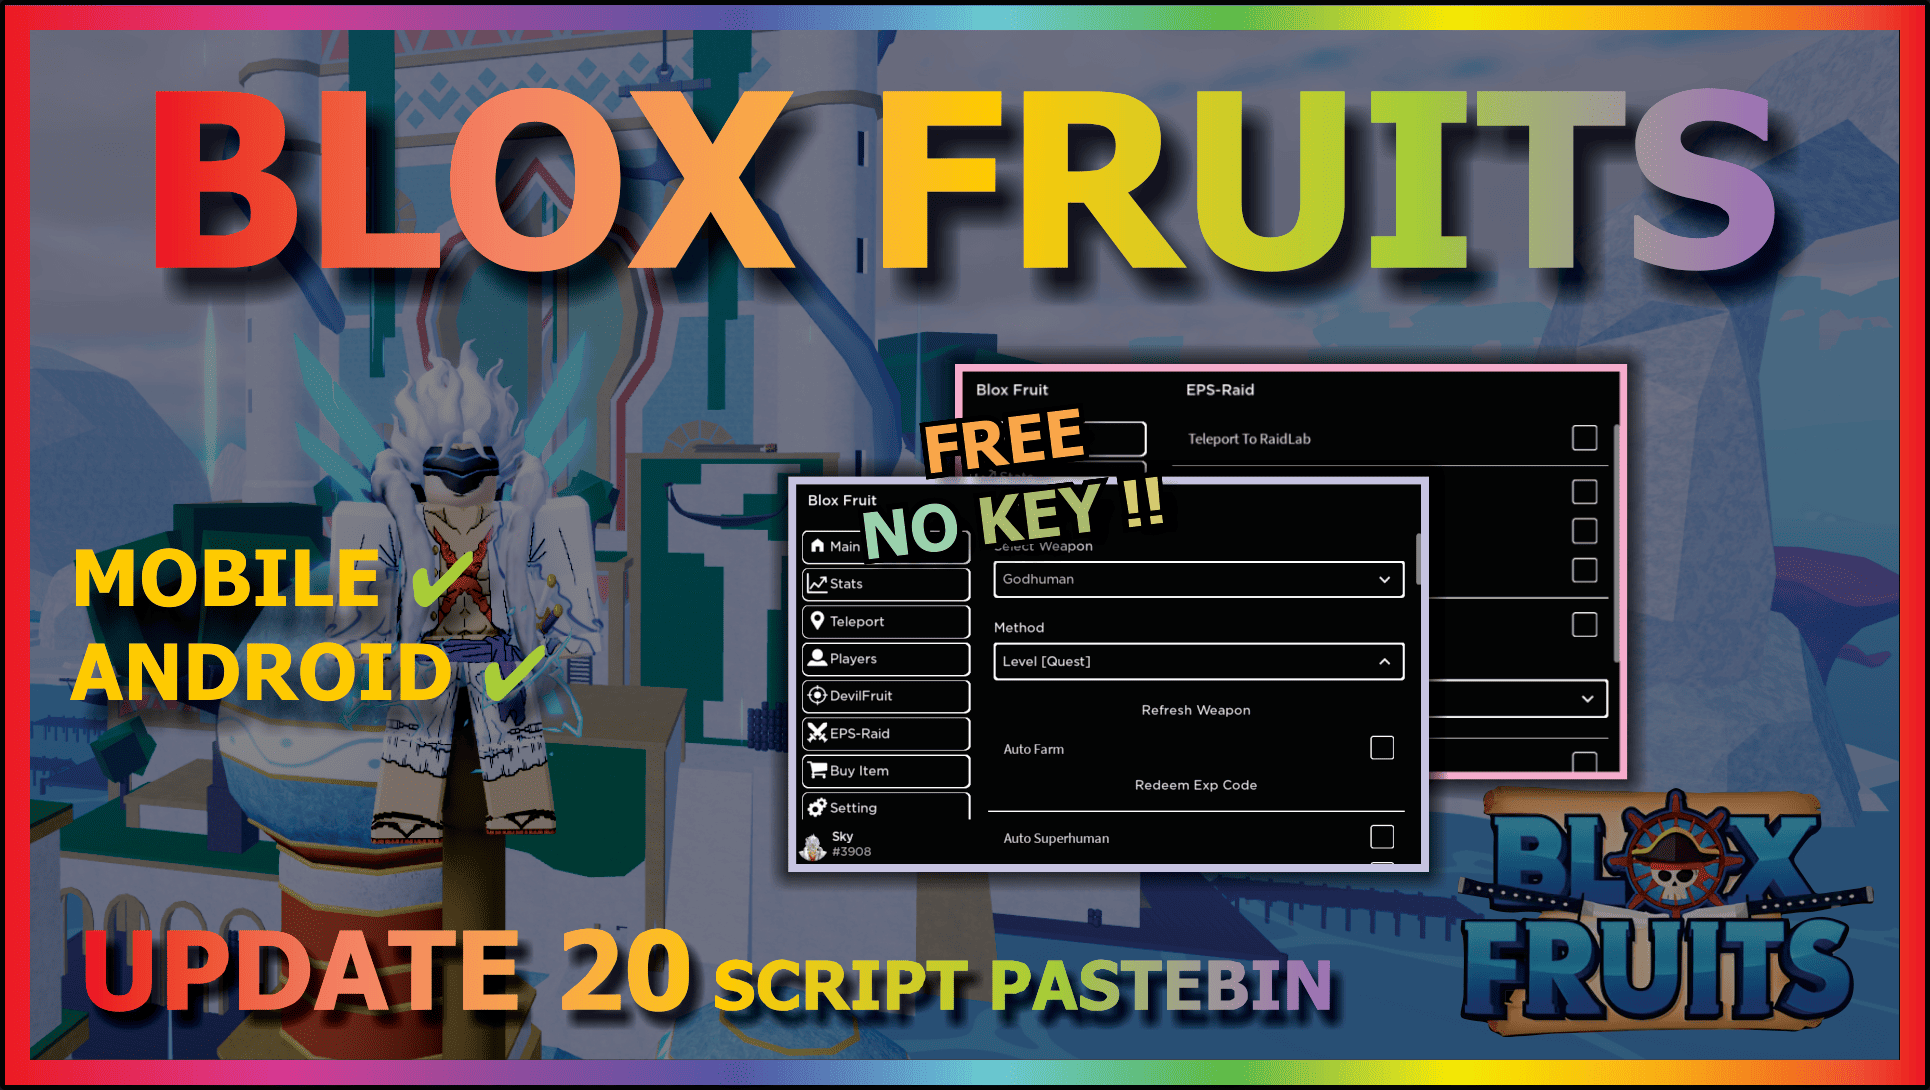 BLOX FRUITS
Blox Fruit
EPS-Raid
Teleport To RaidLab
FREE
NO KEY !!
Blox Fruit
Main
Stats
Teleport
Players
DevilFruit
EPS-Raid
Buy Item
Setting
Sky
#3908
Select Weapon
Godhuman
Method
Level [Quest]
Refresh Weapon
Auto Farm
Redeem Exp Code
Auto Superhuman
MOBILE ✔
ANDROID ✔
UPDATE 20 SCRIPT PASTEBIN
BLOX
FRUITS